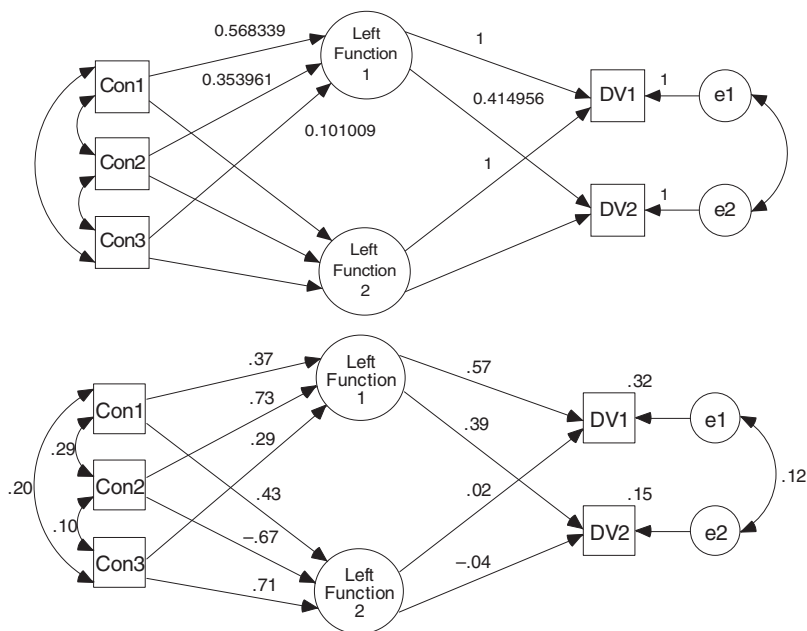 0.568339
Left
Function
1
1
Con1
0.353961
0.414956
DV1
1
e1
0.101009
Con2
1
DV2
1
e2
Con3
Left
Function
2
.37
Left
Function
1
.57
.32
Con1
.73
DV1
e1
.29
.39
.29
.20
Con2
.43
.02
.12
.10
–.67
.15
DV2
e2
Con3
–.04
.71
Left
Function
2